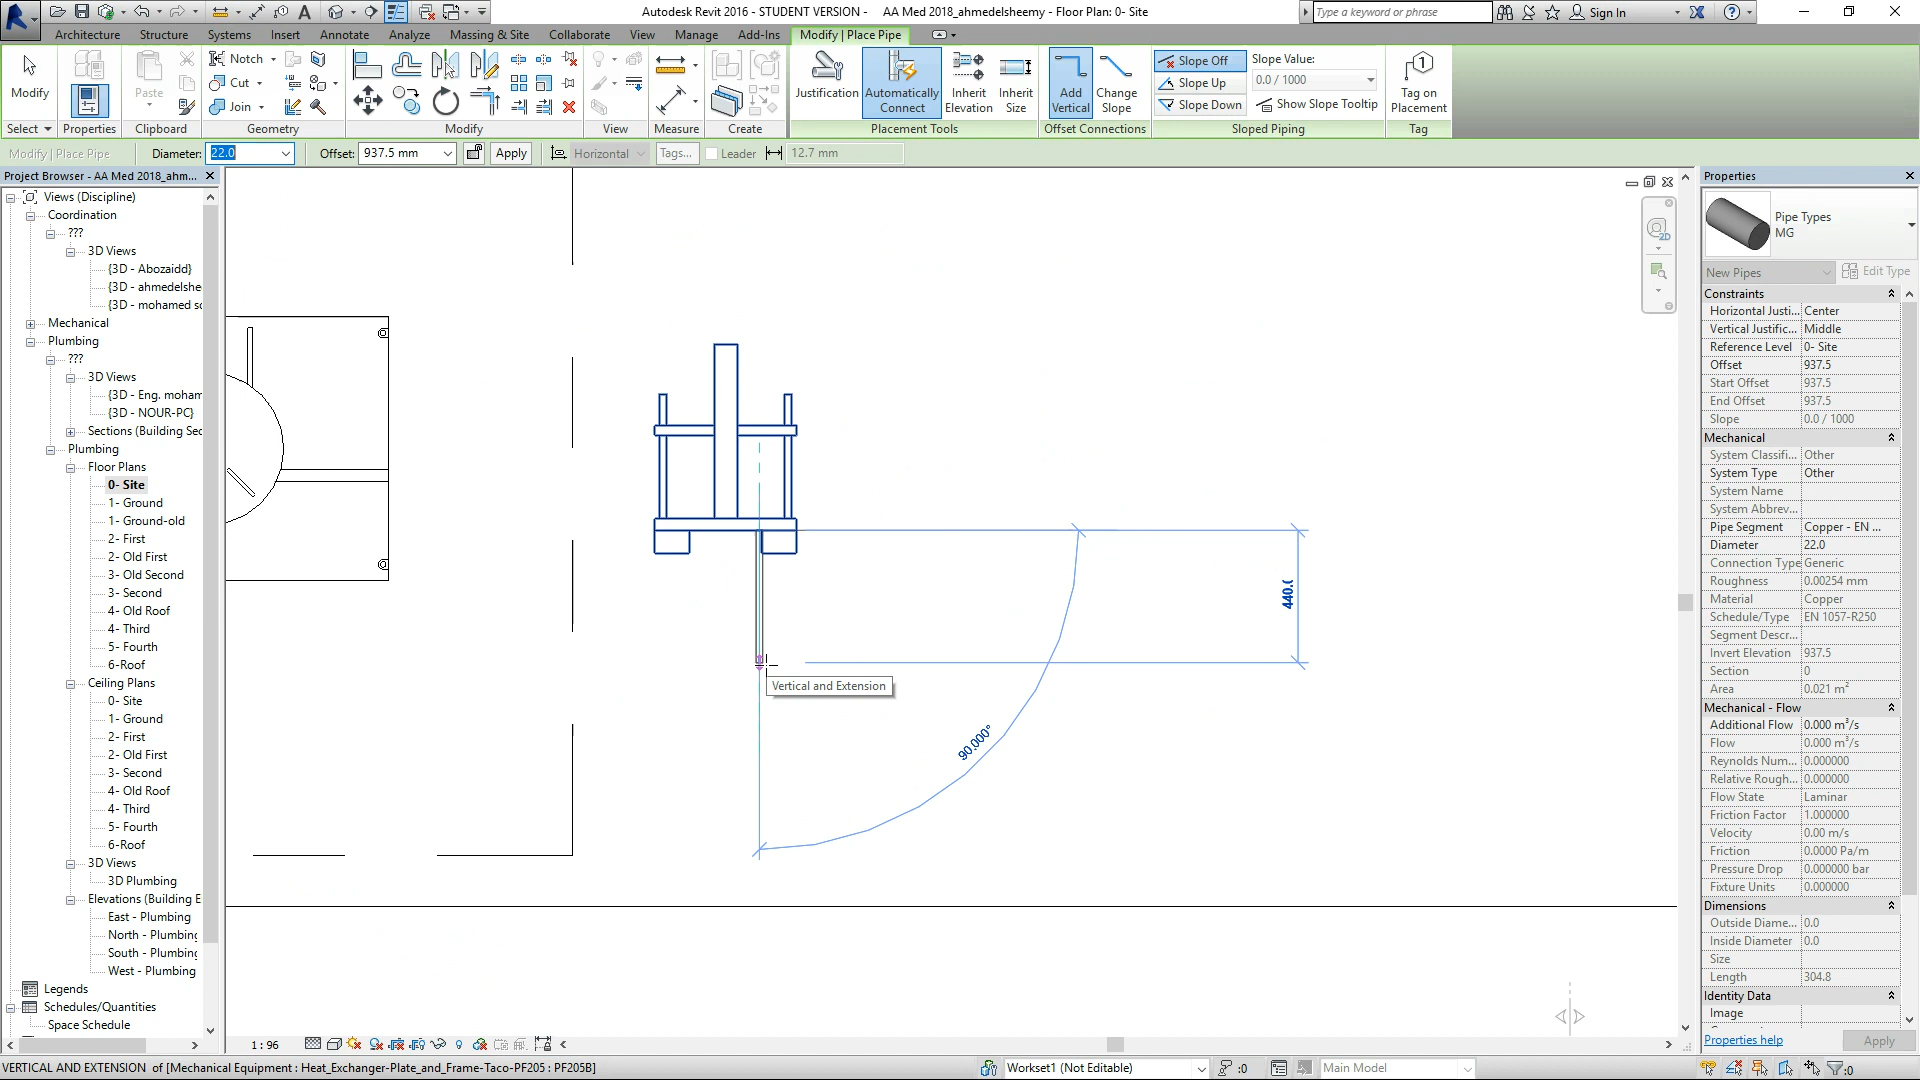 Autodesk Revit 2016 - STUDENT VERSION -    AA Med 2018_ahmedelsheemy - Floor Plan: 0- Site
Type a keyword or phrase
Sign In
Architecture Structure Systems Insert Annotate Analyze Massing & Site Collaborate View Manage Add-Ins Modify | Place Pipe
Modify
Select
Properties
Paste
Clipboard
Notch
Cut
Join
Geometry
Modify
View
Measure
Create
Justification
Automatically
Connect
Inherit
Elevation
Inherit
Size
Placement Tools
Add
Vertical
Change
Slope
Offset Connections
Slope Off
Slope Up
Slope Down
Slope Value:
0.0 / 1000
Show Slope Tooltip
Sloped Piping
Tag on
Placement
Tag
Modify | Place Pipe
Diameter: 22.0
Offset: 937.5 mm
Apply
Horizontal
Tags...
Leader
12.7 mm
Project Browser - AA Med 2018_ahm...
Views (Discipline)
Coordination
???
3D Views
{3D - Abozaidd}
{3D - ahmedelshe
{3D - mohamed sc
Mechanical
Plumbing
???
3D Views
{3D - Eng. moham
{3D - NOUR-PC}
Sections (Building Sec
Plumbing
Floor Plans
0- Site
1- Ground
1- Ground-old
2- First
2- Old First
3- Old Second
3- Second
4- Old Roof
4- Third
5- Fourth
6-Roof
Ceiling Plans
0- Site
1- Ground
2- First
2- Old First
3- Second
4- Old Roof
4- Third
5- Fourth
6-Roof
3D Views
3D Plumbing
Elevations (Building E
East - Plumbing
North - Plumbing
South - Plumbing
West - Plumbing
Legends
Schedules/Quantities
Space Schedule
2D
440.(
Vertical and Extension
90.000°
Properties
Pipe Types
MG
New Pipes
Edit Type
Constraints
Horizontal Justi... Center
Vertical Justific... Middle
Reference Level 0- Site
Offset 937.5
Start Offset 937.5
End Offset 937.5
Slope 0.0 / 1000
Mechanical
System Classifi... Other
System Type Other
System Name
System Abbrev...
Pipe Segment Copper - EN ...
Diameter 22.0
Connection Type Generic
Roughness 0.00254 mm
Material Copper
Schedule/Type EN 1057-R250
Segment Descr...
Invert Elevation 937.5
Section 0
Area 0.021 m²
Mechanical - Flow
Additional Flow 0.000 m³/s
Flow 0.000 m³/s
Reynolds Num... 0.000000
Relative Rough... 0.000000
Flow State Laminar
Friction Factor 1.000000
Velocity 0.00 m/s
Friction 0.0000 Pa/m
Pressure Drop 0.000000 bar
Fixture Units 0.000000
Dimensions
Outside Diame... 0.0
Inside Diameter 0.0
Size
Length 304.8
Identity Data
Image
Properties help
Apply
1 : 96
VERTICAL AND EXTENSION of [Mechanical Equipment : Heat_Exchanger-Plate_and_Frame-Taco-PF205 : PF205B]
Workset1 (Not Editable)
:0
Main Model
:0